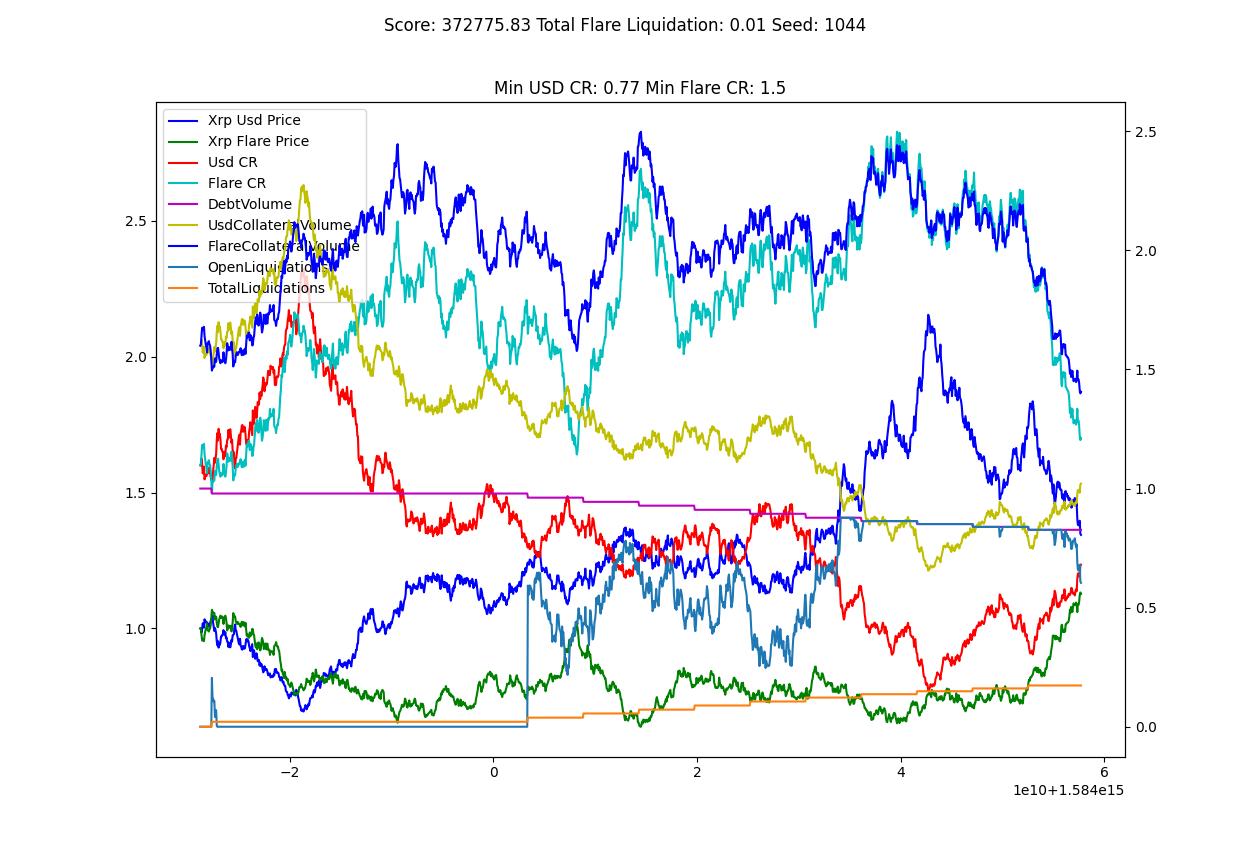 Score: 372775.83 Total Flare Liquidation: 0.01 Seed: 1044
Min USD CR: 0.77 Min Flare CR: 1.5
Xrp Usd Price
Xrp Flare Price
Usd CR
Flare CR
DebtVolume
UsdCollateralVolume
FlareCollateralVolume
OpenLiquidations
TotalLiquidations
2.5
2.0
1.5
1.0
2.5
2.0
1.5
1.0
0.5
0.0
−2
0
2
4
6
1e10+1.584e15